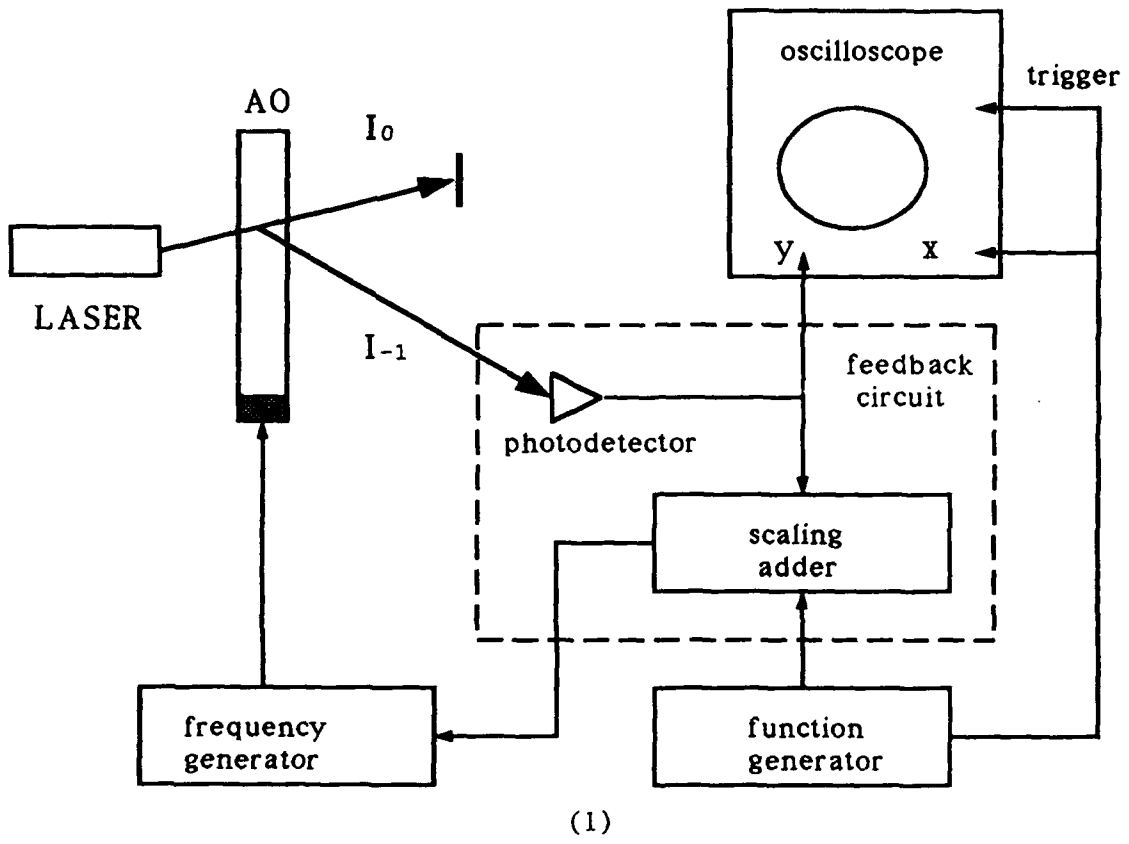 oscilloscope
trigger
AO
I0
y
x
LASER
I-1
feedback
circuit
photodetector
scaling
adder
frequency
generator
function
generator
(1)